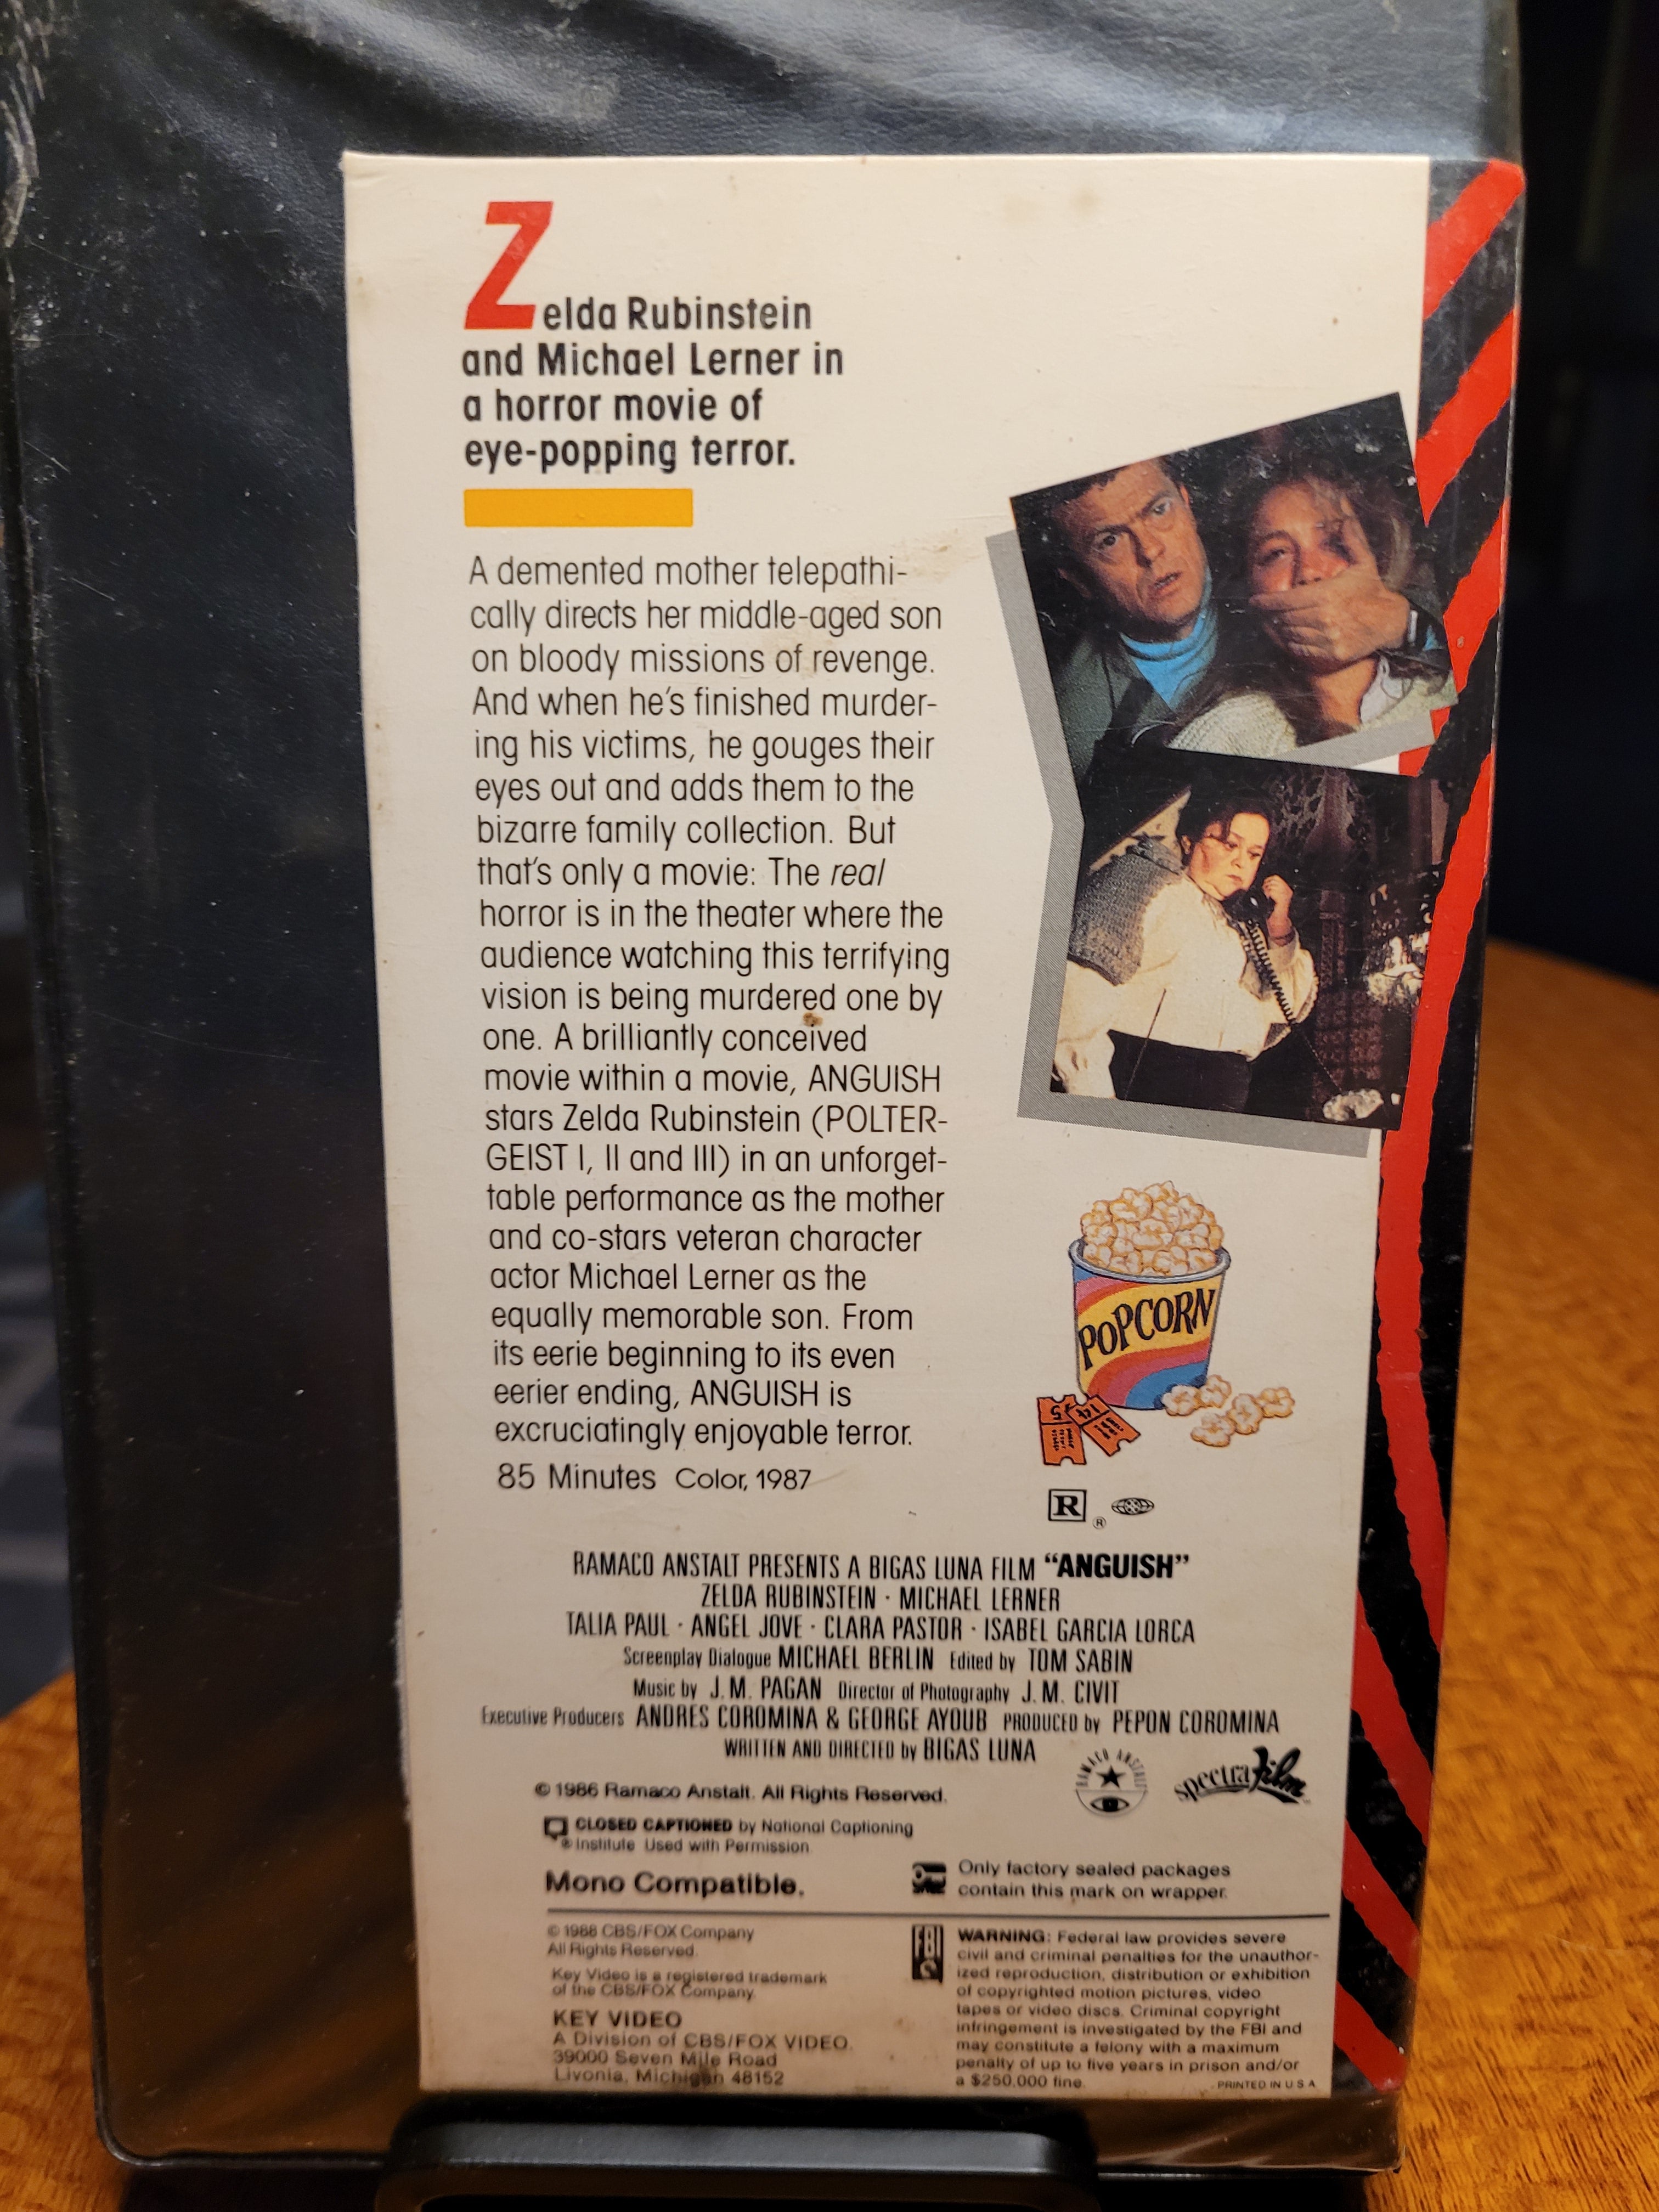 Zelda Rubinstein
and Michael Lerner in
a horror movie of
eye-popping terror.
A demented mother telepathi-
cally directs her middle-aged son
on bloody missions of revenge.
And when he's finished murder-
ing his victims, he gouges their
eyes out and adds them to the
bizarre family collection. But
that's only a movie: The real
horror is in the theater where the
audience watching this terrifying
vision is being murdered one by
one. A brilliantly conceived
movie within a movie, ANGUISH
stars Zelda Rubinstein (POLTER-
GEIST I, II and III) in an unforget-
table performance as the mother
and co-stars veteran character
actor Michael Lerner as the
equally memorable son. From
its eerie beginning to its even
eerier ending, ANGUISH is
excruciatingly enjoyable terror.
85 Minutes Color, 1987
POPCORN
R ®
RAMACO ANSTALT PRESENTS A BIGAS LUNA FILM "ANGUISH"
ZELDA RUBINSTEIN · MICHAEL LERNER
TALIA PAUL · ANGEL JOVE · CLARA PASTOR · ISABEL GARCIA LORCA
Screenplay Dialogue MICHAEL BERLIN Edited by TOM SABIN
Music by J. M. PAGAN Director of Photography J. M. CIVIT
Executive Producers ANDRES COROMINA & GEORGE AYOUB PRODUCED by PEPON COROMINA
WRITTEN AND DIRECTED by BIGAS LUNA
RAMACO ANSTALT
spectrafilm
© 1986 Ramaco Anstalt. All Rights Reserved.
CLOSED CAPTIONED by National Captioning
® Institute Used with Permission
Mono Compatible.
Only factory sealed packages
contain this mark on wrapper.
© 1988 CBS/FOX Company
All Rights Reserved.
Key Video is a registered trademark
of the CBS/FOX Company.
KEY VIDEO
A Division of CBS/FOX VIDEO.
39000 Seven Mile Road
Livonia, Michigan 48152
FBI
WARNING: Federal law provides severe
civil and criminal penalties for the unauthor-
ized reproduction, distribution or exhibition
of copyrighted motion pictures, video
tapes or video discs. Criminal copyright
infringement is investigated by the FBI and
may constitute a felony with a maximum
penalty of up to five years in prison and/or
a $250,000 fine.
PRINTED IN U S A